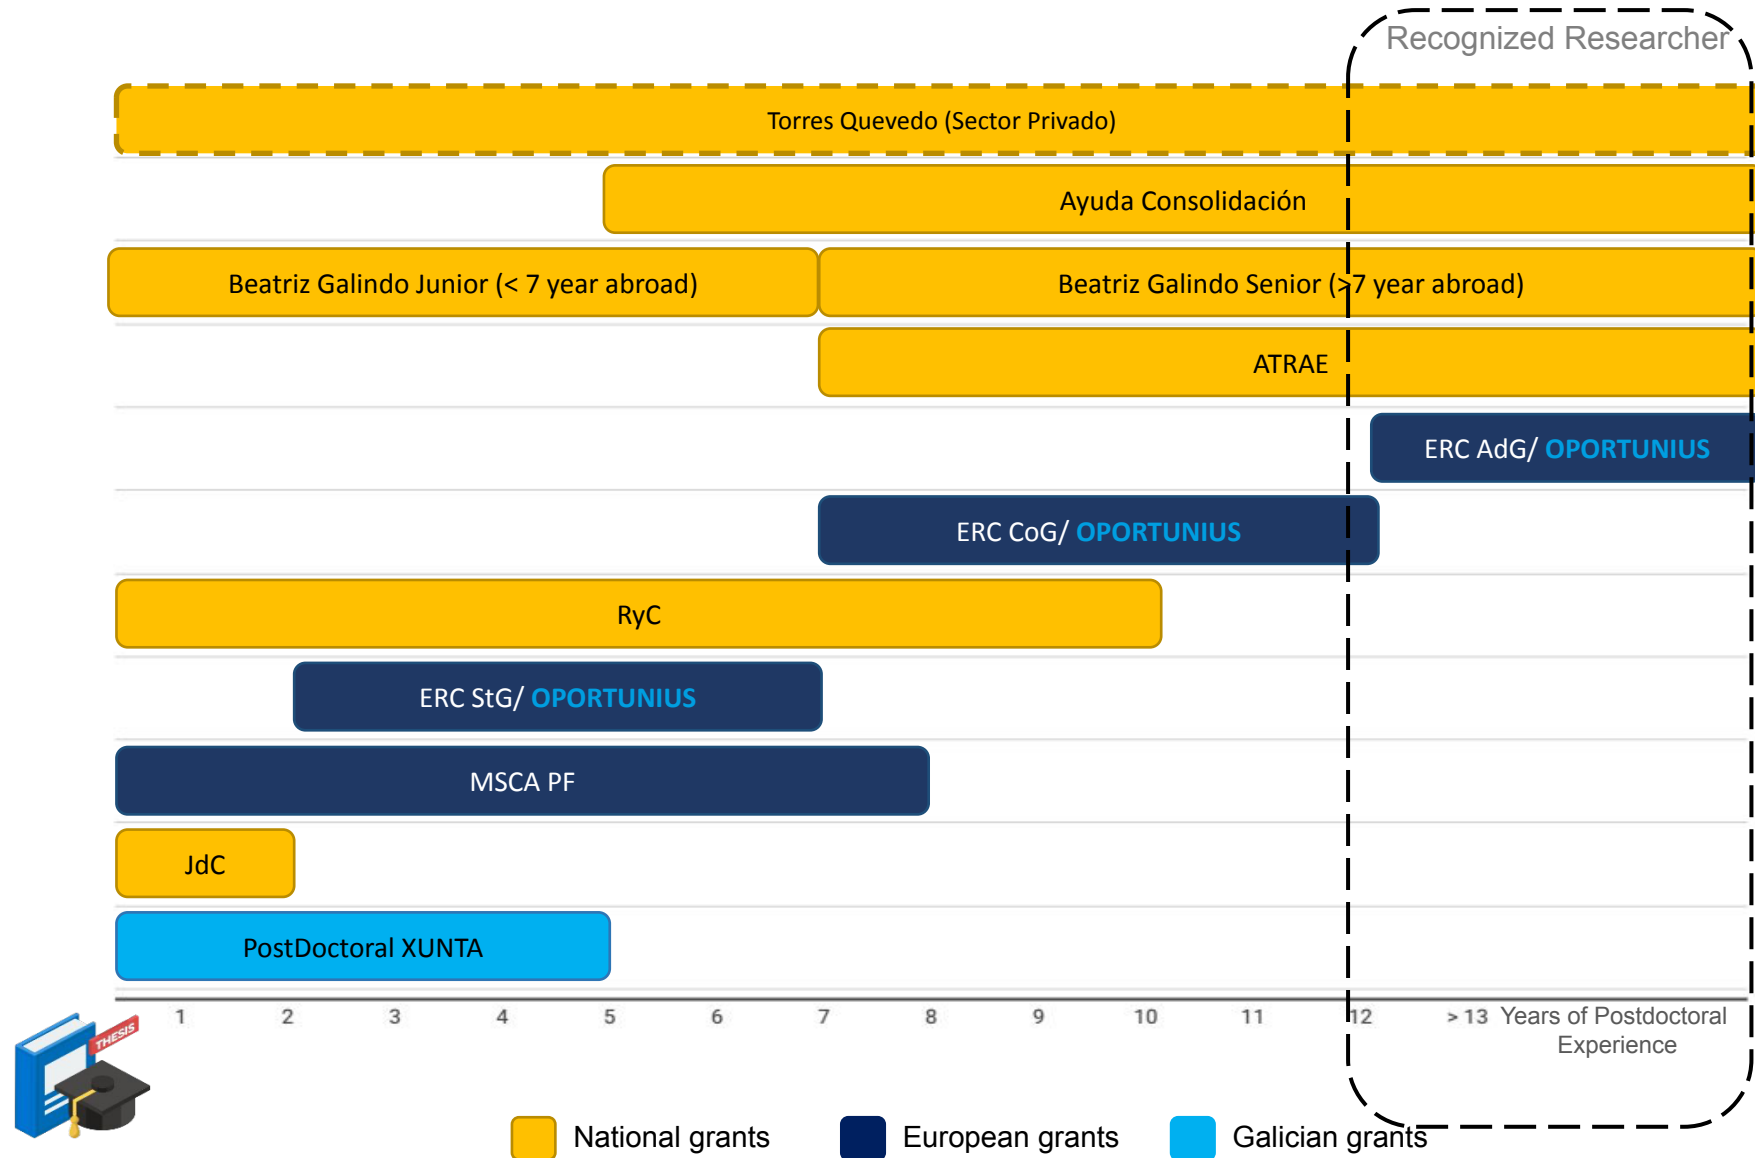 Recognized Researcher
Torres Quevedo (Sector Privado)
Ayuda Consolidación
Beatriz Galindo Junior (< 7 year abroad)
Beatriz Galindo Senior (>7 year abroad)
ATRAE
ERC AdG/ OPORTUNIUS
ERC CoG/ OPORTUNIUS
RyC
ERC StG/ OPORTUNIUS
MSCA PF
JdC
PostDoctoral XUNTA
THESIS
1 2 3 4 5 6 7 8 9 10 11 12 > 13 Years of Postdoctoral
Experience
National grants
European grants
Galician grants